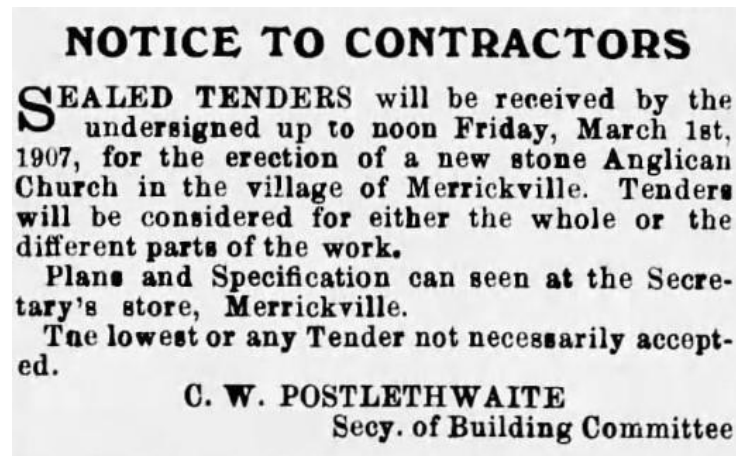 NOTICE TO CONTRACTORS
SEALED TENDERS will be received by the
undersigned up to noon Friday, March 1st,
1907, for the erection of a new stone Anglican
Church in the village of Merrickville. Tenders
will be considered for either the whole or the
different parts of the work.
Plans and Specification can seen at the Secre-
tary's store, Merrickville.
Tne lowest or any Tender not necessarily accept-
ed.
C. W. POSTLETHWAITE
Secy. of Building Committee